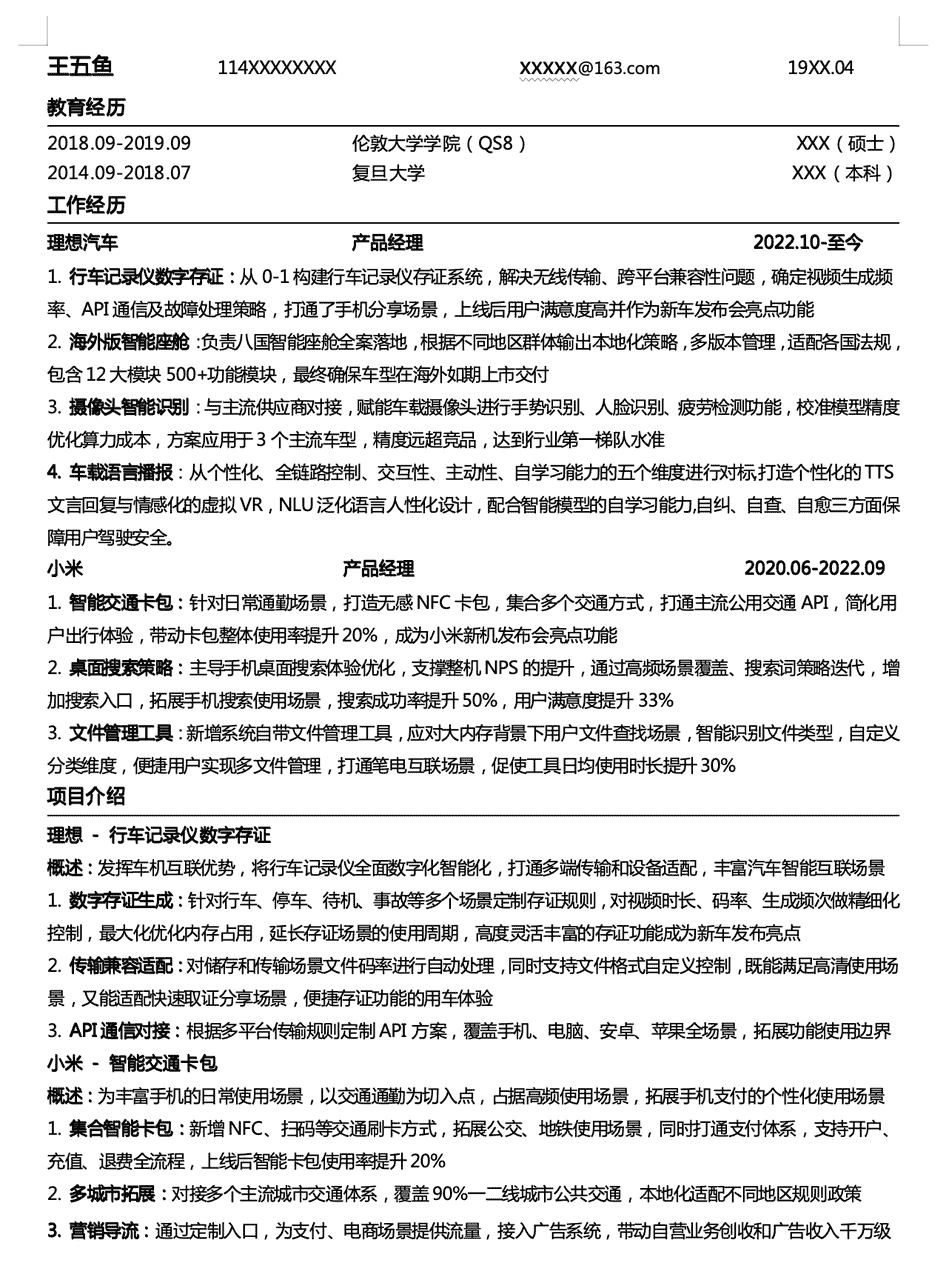 王五鱼 114XXXXXXXX XXXXX@163.com 19XX.04
教育经历
2018.09-2019.09 伦敦大学学院（QS8） XXX（硕士）
2014.09-2018.07 复旦大学 XXX（本科）
工作经历
理想汽车 产品经理 2022.10-至今
1. 行车记录仪数字存证：从 0-1 构建行车记录仪存证系统，解决无线传输、跨平台兼容性问题，确定视频生成频
率、API 通信及故障处理策略，打通了手机分享场景，上线后用户满意度高并作为新车发布会亮点功能
2. 海外版智能座舱：负责八国智能座舱全案落地，根据不同地区群体输出本地化策略，多版本管理，适配各国法规，
包含 12 大模块 500+功能模块，最终确保车型在海外如期上市交付
3. 摄像头智能识别：与主流供应商对接，赋能车载摄像头进行手势识别、人脸识别、疲劳检测功能，校准模型精度
优化算力成本，方案应用于 3 个主流车型，精度远超竞品，达到行业第一梯队水准
4. 车载语言播报：从个性化、全链路控制、交互性、主动性、自学习能力的五个维度进行对标,打造个性化的 TTS
文言回复与情感化的虚拟 VR，NLU 泛化语言人性化设计，配合智能模型的自学习能力,自纠、自查、自愈三方面保
障用户驾驶安全。
小米 产品经理 2020.06-2022.09
1. 智能交通卡包：针对日常通勤场景，打造无感 NFC 卡包，集合多个交通方式，打通主流公用交通 API，简化用
户出行体验，带动卡包整体使用率提升 20%，成为小米新机发布会亮点功能
2. 桌面搜索策略：主导手机桌面搜索体验优化，支撑整机 NPS 的提升，通过高频场景覆盖、搜索词策略迭代，增
加搜索入口，拓展手机搜索使用场景，搜索成功率提升 50%，用户满意度提升 33%
3. 文件管理工具：新增系统自带文件管理工具，应对大内存背景下用户文件查找场景，智能识别文件类型，自定义
分类维度，便捷用户实现多文件管理，打通笔电互联场景，促使工具日均使用时长提升 30%
项目介绍
理想 - 行车记录仪数字存证
概述：发挥车机互联优势，将行车记录仪全面数字化智能化，打通多端传输和设备适配，丰富汽车智能互联场景
1. 数字存证生成：针对行车、停车、待机、事故等多个场景定制存证规则，对视频时长、码率、生成频次做精细化
控制，最大化优化内存占用，延长存证场景的使用周期，高度灵活丰富的存证功能成为新车发布亮点
2. 传输兼容适配：对储存和传输场景文件码率进行自动处理，同时支持文件格式自定义控制，既能满足高清使用场
景，又能适配快速取证分享场景，便捷存证功能的用车体验
3. API 通信对接：根据多平台传输规则定制 API 方案，覆盖手机、电脑、安卓、苹果全场景，拓展功能使用边界
小米 - 智能交通卡包
概述：为丰富手机的日常使用场景，以交通通勤为切入点，占据高频使用场景，拓展手机支付的个性化使用场景
1. 集合智能卡包：新增 NFC、扫码等交通刷卡方式，拓展公交、地铁使用场景，同时打通支付体系，支持开户、
充值、退费全流程，上线后智能卡包使用率提升 20%
2. 多城市拓展：对接多个主流城市交通体系，覆盖 90%一二线城市公共交通，本地化适配不同地区规则政策
3. 营销导流：通过定制入口，为支付、电商场景提供流量，接入广告系统，带动自营业务创收和广告收入千万级